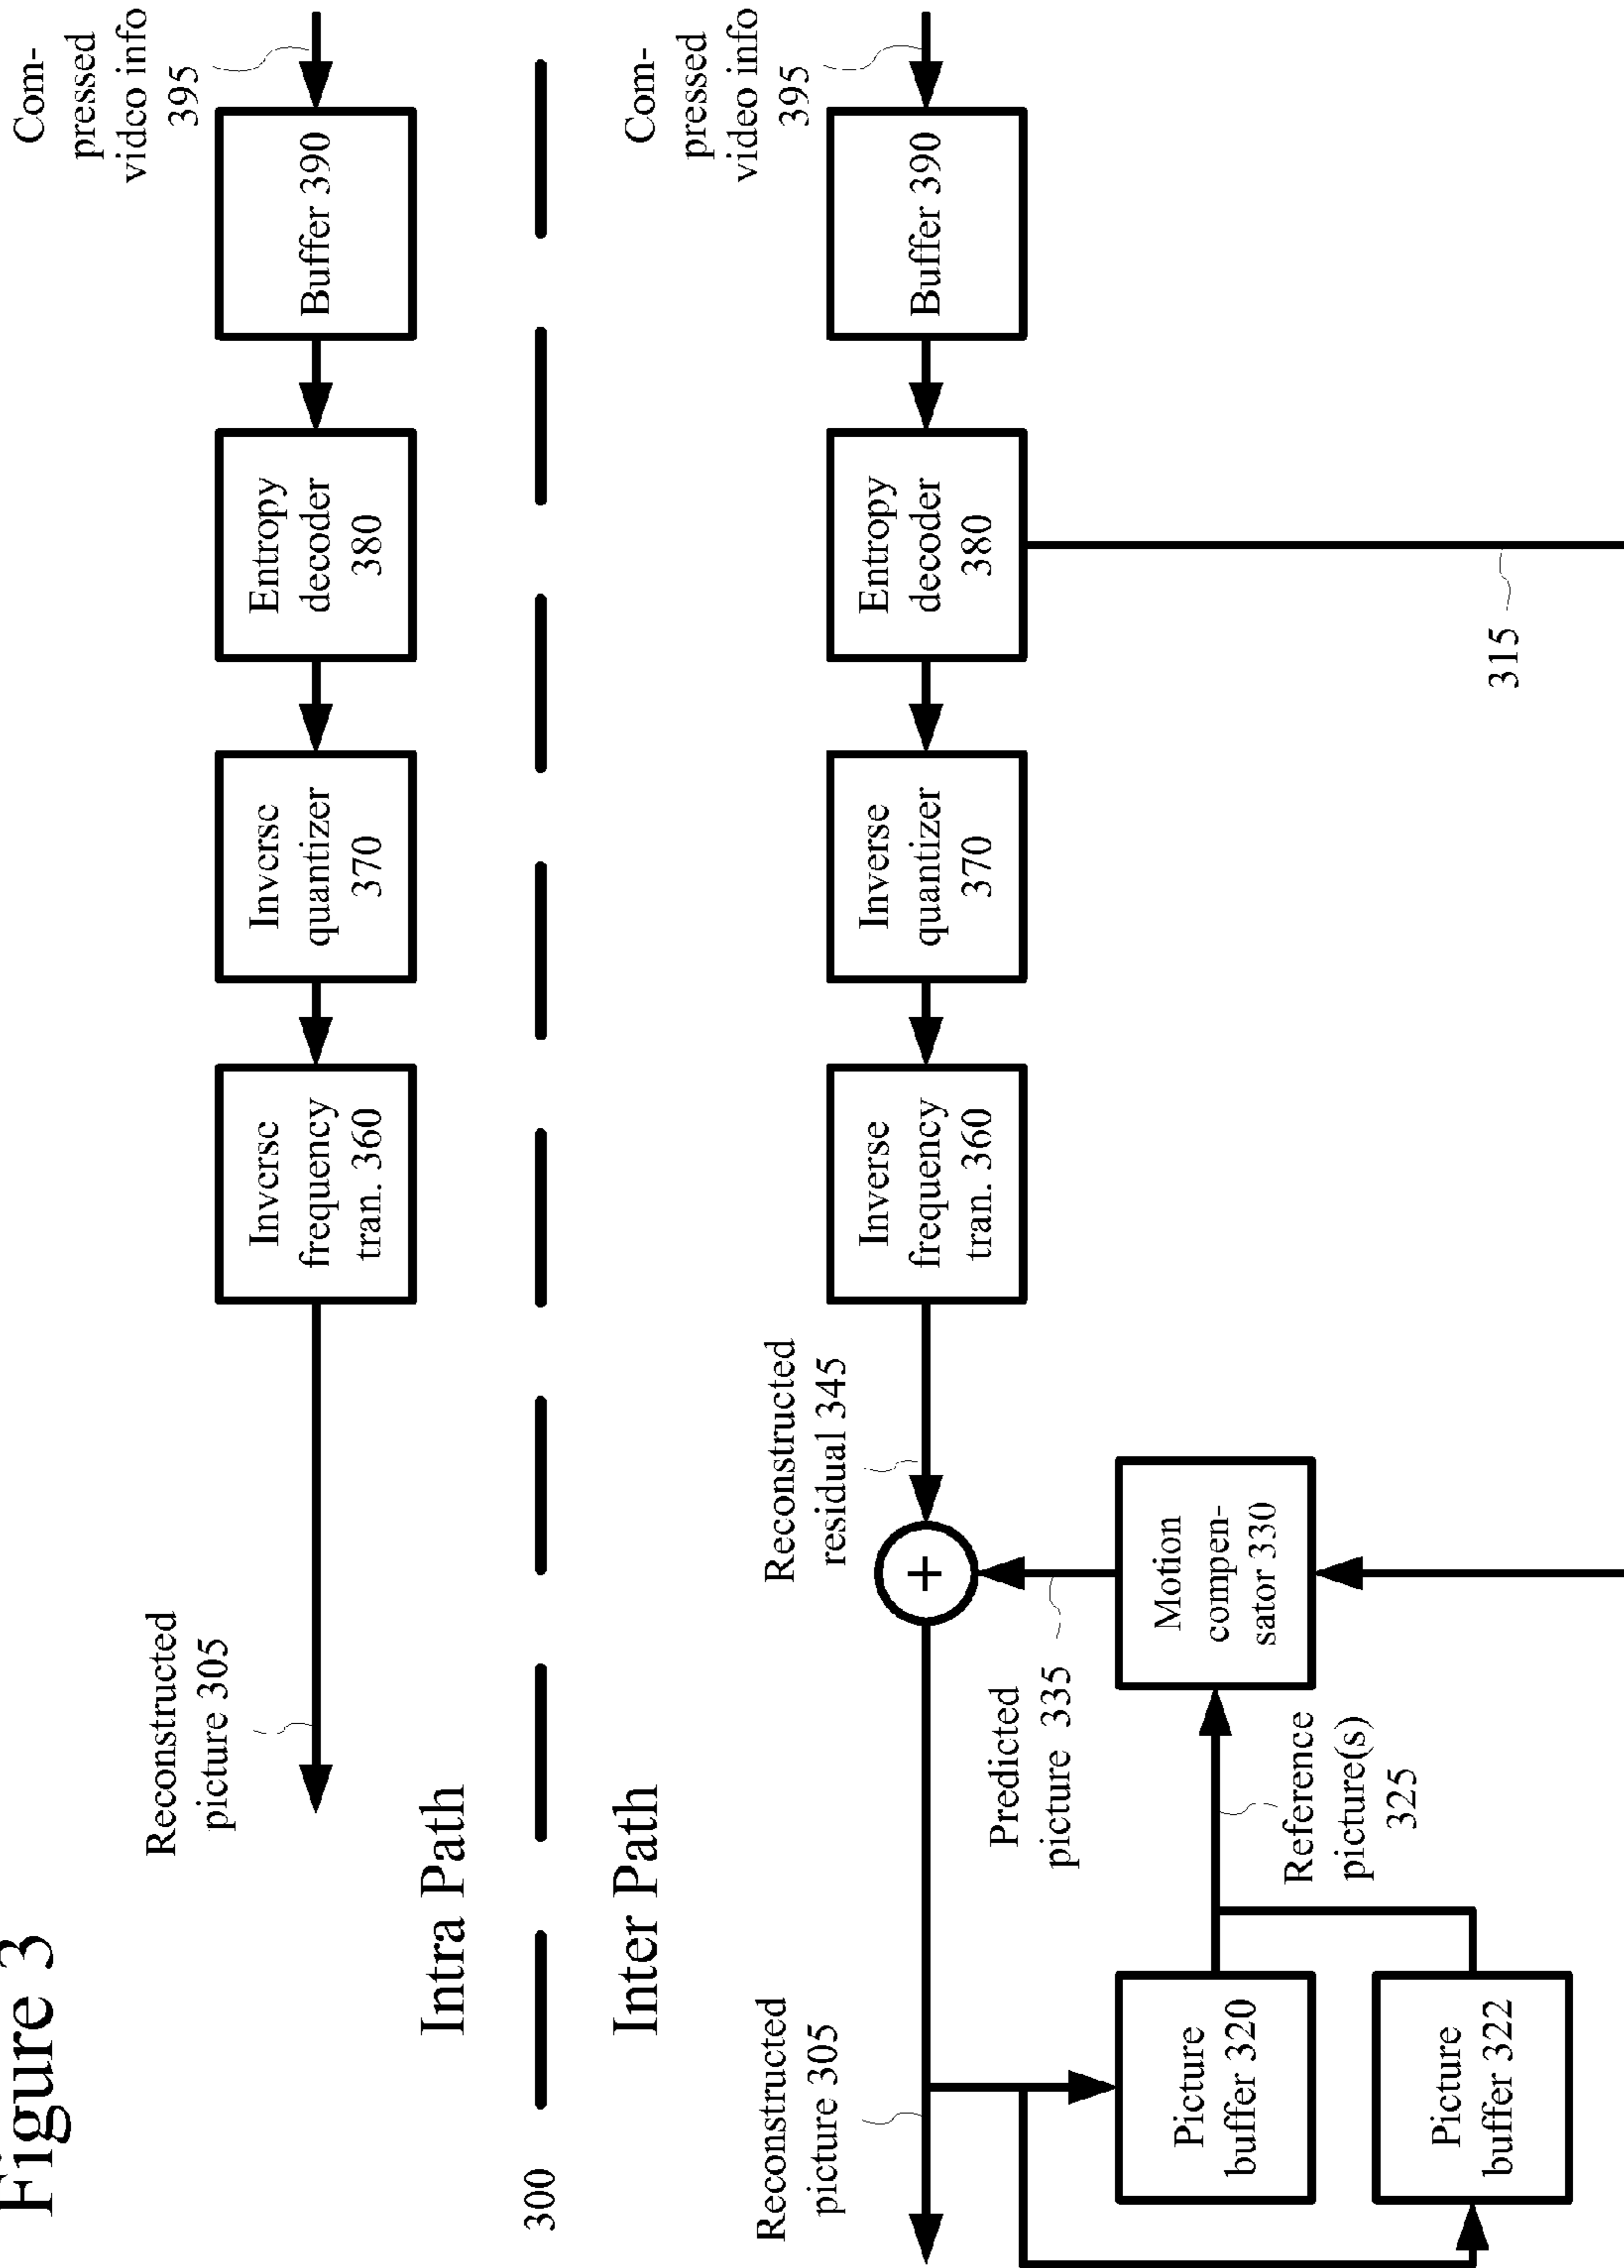 Figure 3
Reconstructed
picture 305
Com-
pressed
video info
395
Inverse
frequency
tran. 360
Inverse
quantizer
370
Entropy
decoder
380
Buffer 390
Intra Path
300
Inter Path
Reconstructed
picture 305
Reconstructed
residual 345
Com-
pressed
video info
395
Inverse
frequency
tran. 360
Inverse
quantizer
370
Entropy
decoder
380
Buffer 390
+
Predicted
picture 335
Picture
buffer 320
Motion
compen-
sator 330
Reference
picture(s)
325
Picture
buffer 322
315